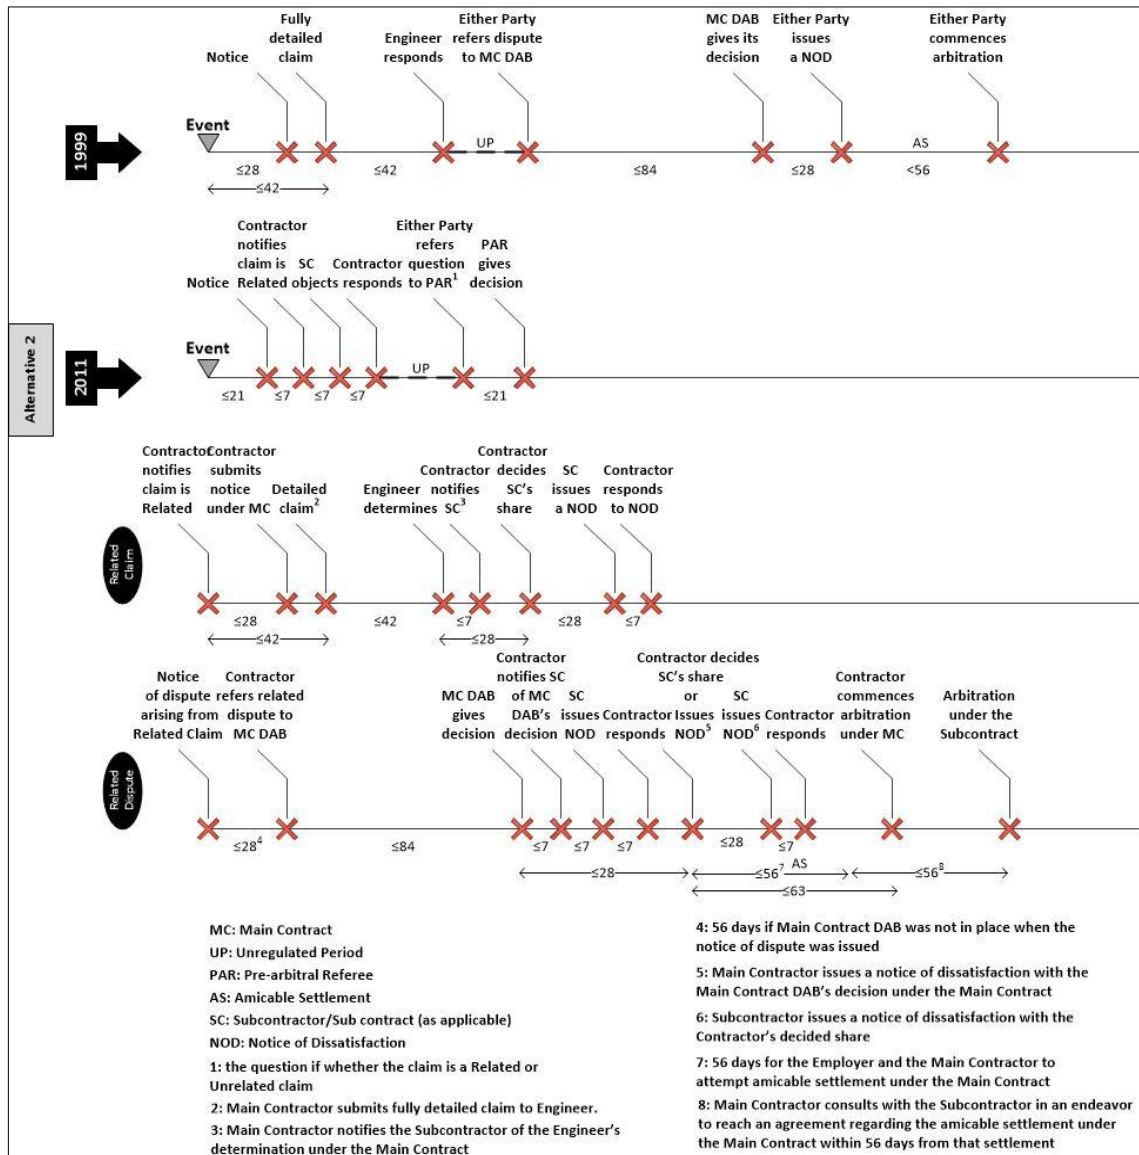 Fully
detailed
claim
Notice
Engineer
responds
Either Party
refers dispute
to MC DAB
MC DAB
gives its
decision
Either Party
issues
a NOD
Either Party
commences
arbitration
1999
Event
UP
AS
≤28
≤42
≤42
≤84
≤28
<56
Notice
Contractor
notifies
claim is
Related
SC
objects
Contractor
responds
Either Party
refers
question
to PAR1
PAR
gives
decision
Alternative 2
2011
Event
UP
≤21
≤7
≤7
≤7
≤21
Contractor
notifies
claim is
Related
Contractor
submits
notice
under MC
Detailed
claim2
Engineer
determines
Contractor
notifies
SC3
Contractor
decides
SC's
share
SC
issues
a NOD
Contractor
responds
to NOD
Related
Claim
≤28
≤42
≤42
≤7
≤28
≤28
≤7
Notice
of dispute
arising from
Related Claim
Contractor
refers related
dispute to
MC DAB
MC DAB
gives
decision
Contractor
notifies SC
of MC
DAB's
decision
SC
issues
NOD
Contractor
responds
Contractor decides
SC's share
or
Issues
NOD5
SC
issues
NOD6
Contractor
responds
Contractor
commences
arbitration
under MC
Arbitration
under the
Subcontract
Related
Dispute
≤284
≤84
≤7
≤7
≤7
≤28
≤28
≤7
AS
≤567
≤63
≤568
MC: Main Contract
UP: Unregulated Period
PAR: Pre-arbitral Referee
AS: Amicable Settlement
SC: Subcontractor/Sub contract (as applicable)
NOD: Notice of Dissatisfaction
1: the question if whether the claim is a Related or
Unrelated claim
2: Main Contractor submits fully detailed claim to Engineer.
3: Main Contractor notifies the Subcontractor of the Engineer's
determination under the Main Contract
4: 56 days if Main Contract DAB was not in place when the
notice of dispute was issued
5: Main Contractor issues a notice of dissatisfaction with the
Main Contract DAB's decision under the Main Contract
6: Subcontractor issues a notice of dissatisfaction with the
Contractor's decided share
7: 56 days for the Employer and the Main Contractor to
attempt amicable settlement under the Main Contract
8: Main Contractor consults with the Subcontractor in an endeavor
to reach an agreement regarding the amicable settlement under
the Main Contract within 56 days from that settlement